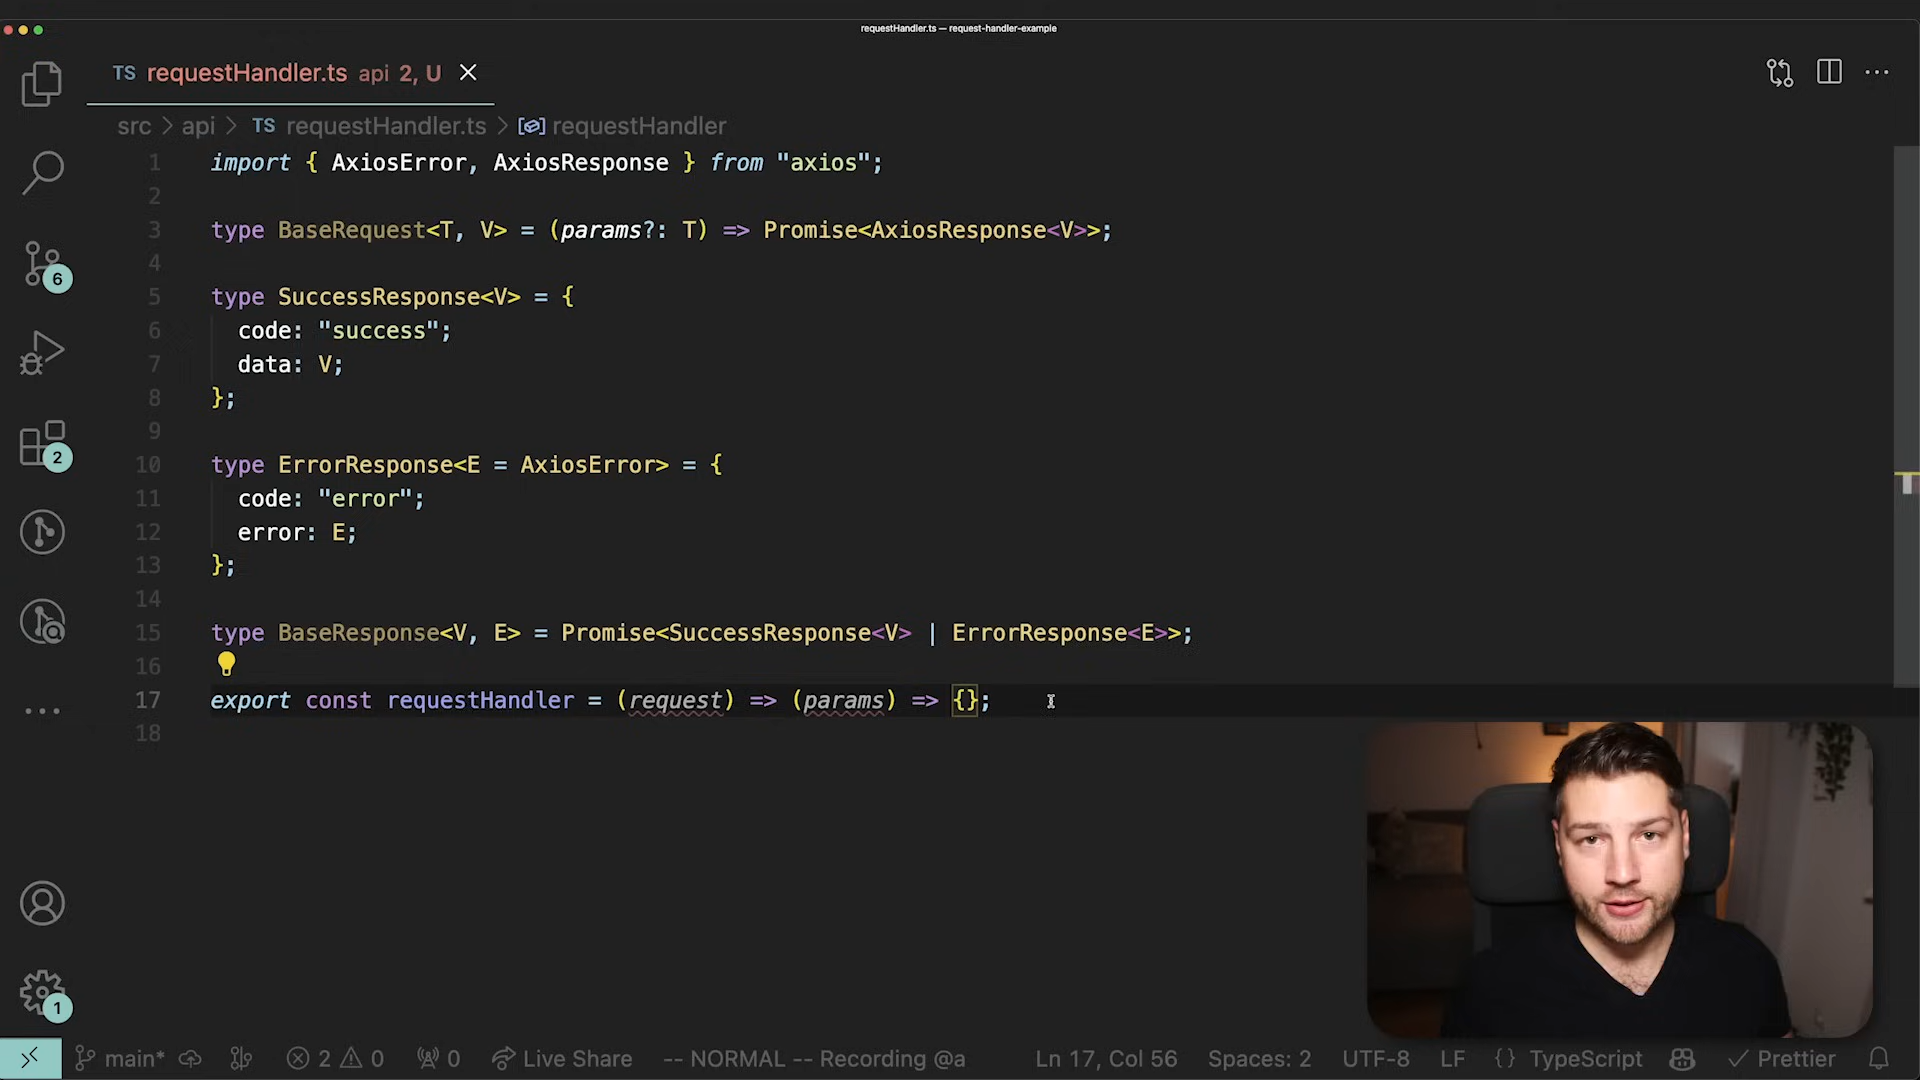 requestHandler.ts — request-handler-example
TS requestHandler.ts api 2, U
src > api > TS requestHandler.ts > requestHandler
1 import { AxiosError, AxiosResponse } from "axios";
2
3 type BaseRequest<T, V> = (params?: T) => Promise<AxiosResponse<V>>;
4
5 type SuccessResponse<V> = {
6 code: "success";
7 data: V;
8 };
9
10 type ErrorResponse<E = AxiosError> = {
11 code: "error";
12 error: E;
13 };
14
15 type BaseResponse<V, E> = Promise<SuccessResponse<V> | ErrorResponse<E>>;
16
17 export const requestHandler = (request) => (params) => {};
18
6
2
1
main* 2 0 0 Live Share -- NORMAL -- Recording @a Ln 17, Col 56 Spaces: 2 UTF-8 LF {} TypeScript Prettier